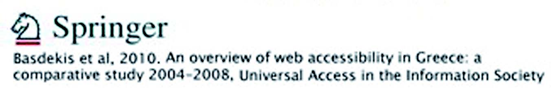 Springer
Basdekis et al, 2010. An overview of web accessibility in Greece: a
comparative study 2004-2008, Universal Access in the Information Society